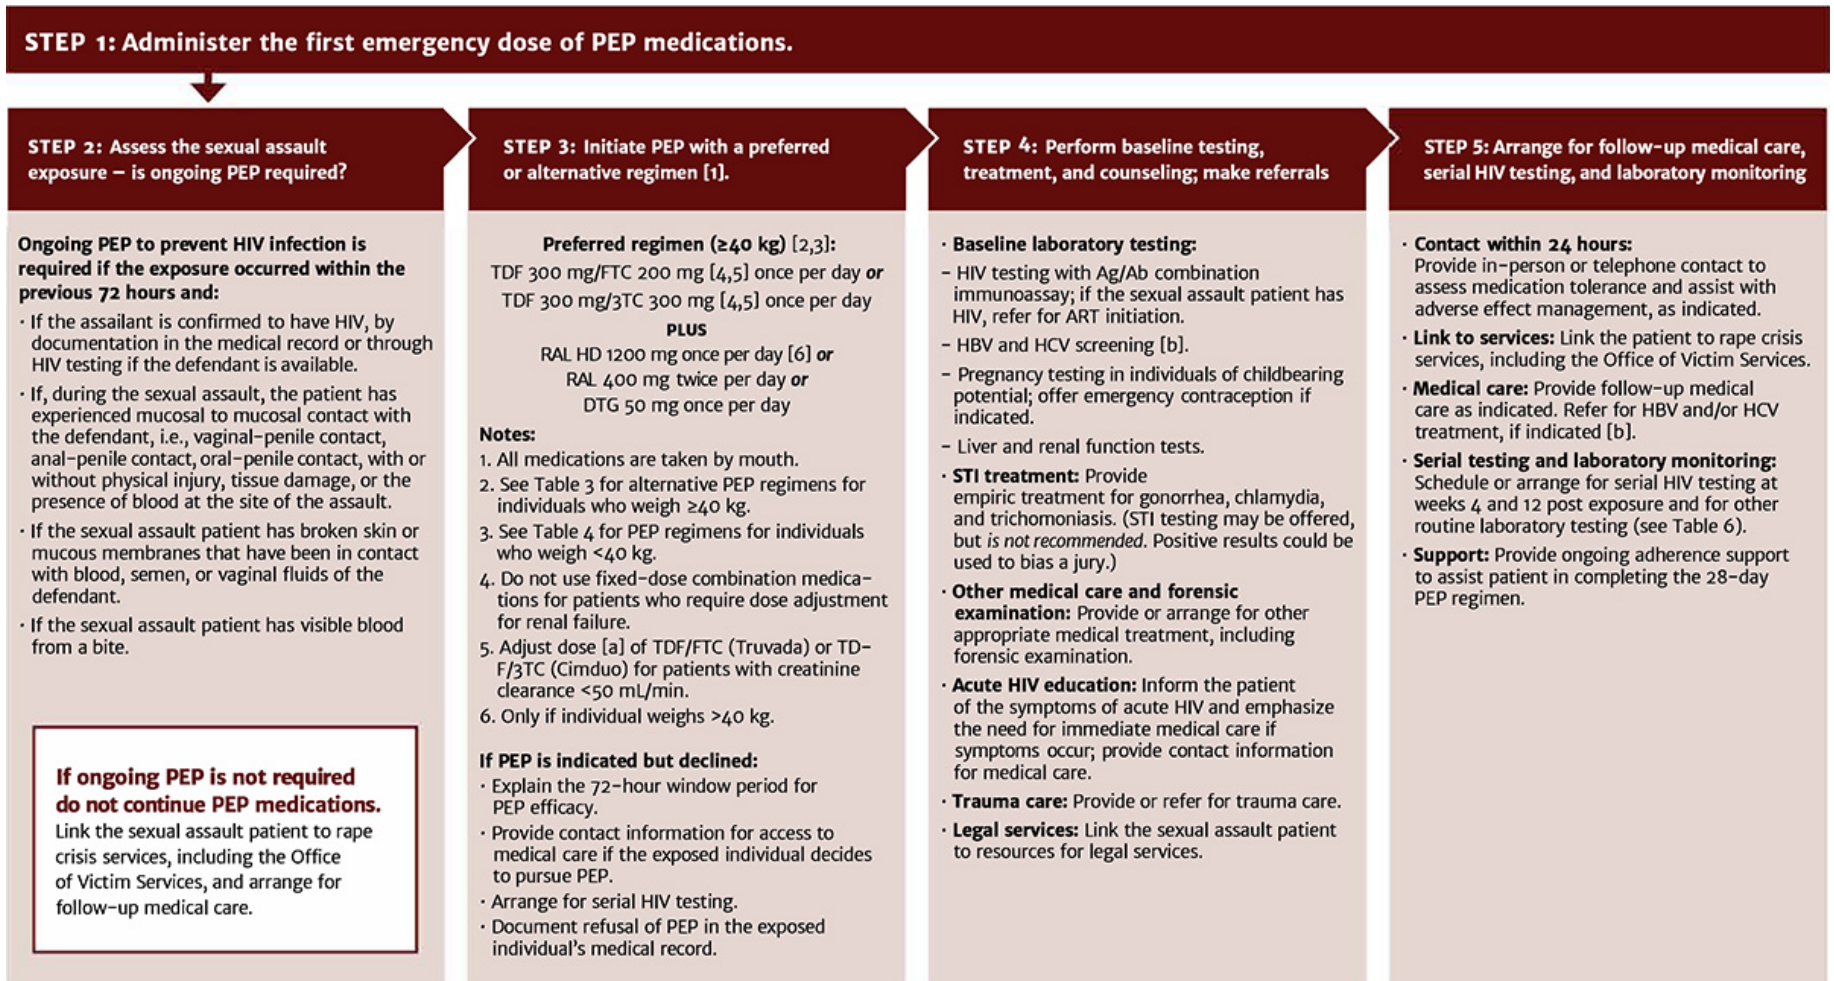 STEP 1: Administer the first emergency dose of PEP medications.
STEP 2: Assess the sexual assault
exposure – is ongoing PEP required?
Ongoing PEP to prevent HIV infection is
required if the exposure occurred within the
previous 72 hours and:
· If the assailant is confirmed to have HIV, by
documentation in the medical record or through
HIV testing if the defendant is available.
· If, during the sexual assault, the patient has
experienced mucosal to mucosal contact with
the defendant, i.e., vaginal-penile contact,
anal-penile contact, oral-penile contact, with or
without physical injury, tissue damage, or the
presence of blood at the site of the assault.
· If the sexual assault patient has broken skin or
mucous membranes that have been in contact
with blood, semen, or vaginal fluids of the
defendant.
· If the sexual assault patient has visible blood
from a bite.
If ongoing PEP is not required
do not continue PEP medications.
Link the sexual assault patient to rape
crisis services, including the Office
of Victim Services, and arrange for
follow-up medical care.
STEP 3: Initiate PEP with a preferred
or alternative regimen [1].
Preferred regimen (≥40 kg) [2,3]:
TDF 300 mg/FTC 200 mg [4,5] once per day or
TDF 300 mg/3TC 300 mg [4,5] once per day
PLUS
RAL HD 1200 mg once per day [6] or
RAL 400 mg twice per day or
DTG 50 mg once per day
Notes:
1. All medications are taken by mouth.
2. See Table 3 for alternative PEP regimens for
individuals who weigh ≥40 kg.
3. See Table 4 for PEP regimens for individuals
who weigh <40 kg.
4. Do not use fixed-dose combination medica-
tions for patients who require dose adjustment
for renal failure.
5. Adjust dose [a] of TDF/FTC (Truvada) or TD-
F/3TC (Cimduo) for patients with creatinine
clearance <50 mL/min.
6. Only if individual weighs >40 kg.
If PEP is indicated but declined:
· Explain the 72-hour window period for
PEP efficacy.
· Provide contact information for access to
medical care if the exposed individual decides
to pursue PEP.
· Arrange for serial HIV testing.
· Document refusal of PEP in the exposed
individual's medical record.
STEP 4: Perform baseline testing,
treatment, and counseling; make referrals
· Baseline laboratory testing:
– HIV testing with Ag/Ab combination
immunoassay; if the sexual assault patient has
HIV, refer for ART initiation.
– HBV and HCV screening [b].
– Pregnancy testing in individuals of childbearing
potential; offer emergency contraception if
indicated.
– Liver and renal function tests.
· STI treatment: Provide
empiric treatment for gonorrhea, chlamydia,
and trichomoniasis. (STI testing may be offered,
but is not recommended. Positive results could be
used to bias a jury.)
· Other medical care and forensic
examination: Provide or arrange for other
appropriate medical treatment, including
forensic examination.
· Acute HIV education: Inform the patient
of the symptoms of acute HIV and emphasize
the need for immediate medical care if
symptoms occur; provide contact information
for medical care.
· Trauma care: Provide or refer for trauma care.
· Legal services: Link the sexual assault patient
to resources for legal services.
STEP 5: Arrange for follow-up medical care,
serial HIV testing, and laboratory monitoring
· Contact within 24 hours:
Provide in-person or telephone contact to
assess medication tolerance and assist with
adverse effect management, as indicated.
· Link to services: Link the patient to rape crisis
services, including the Office of Victim Services.
· Medical care: Provide follow-up medical
care as indicated. Refer for HBV and/or HCV
treatment, if indicated [b].
· Serial testing and laboratory monitoring:
Schedule or arrange for serial HIV testing at
weeks 4 and 12 post exposure and for other
routine laboratory testing (see Table 6).
· Support: Provide ongoing adherence support
to assist patient in completing the 28-day
PEP regimen.